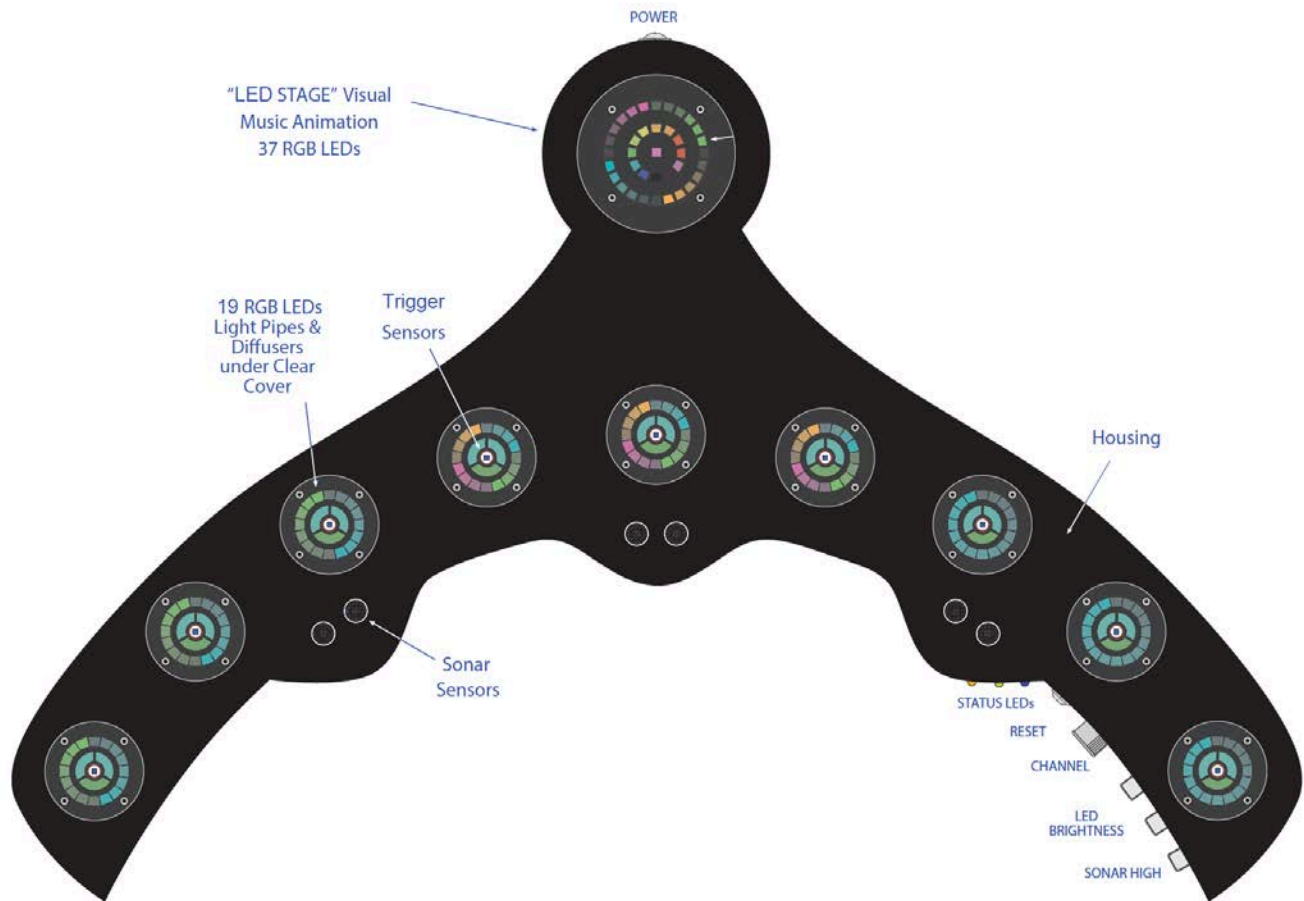 POWER
“LED STAGE” Visual
Music Animation
37 RGB LEDs
19 RGB LEDs
Light Pipes &
Diffusers
under Clear
Cover
Trigger
Sensors
Housing
Sonar
Sensors
STATUS LEDs
RESET
CHANNEL
LED
BRIGHTNESS
SONAR HIGH